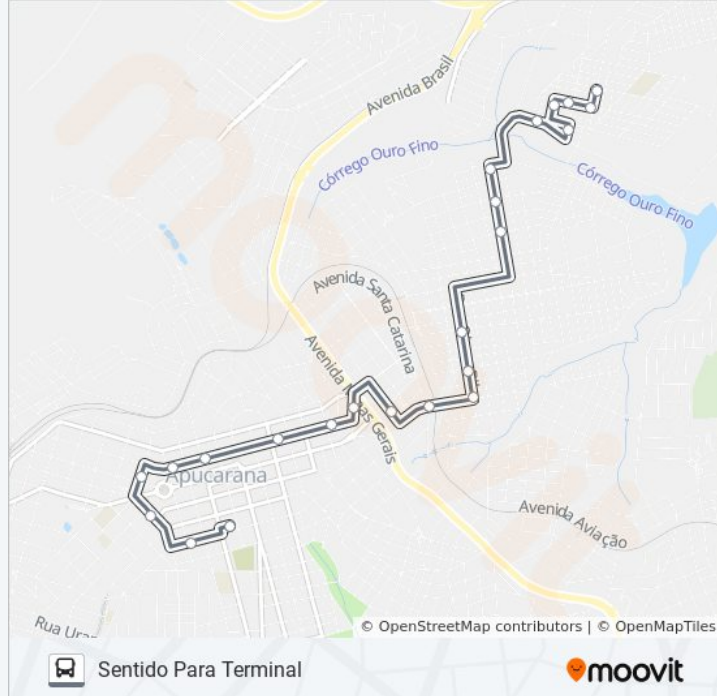 Avenida Brasil
Córrego Ouro Fino
Córrego Ouro Fino
Avenida Santa Catarina
Avenida Minas Gerais
Apucarana
Avenida Aviação
Rua
© OpenStreetMap contributors | © OpenMapTiles
Sentido Para Terminal
moovit